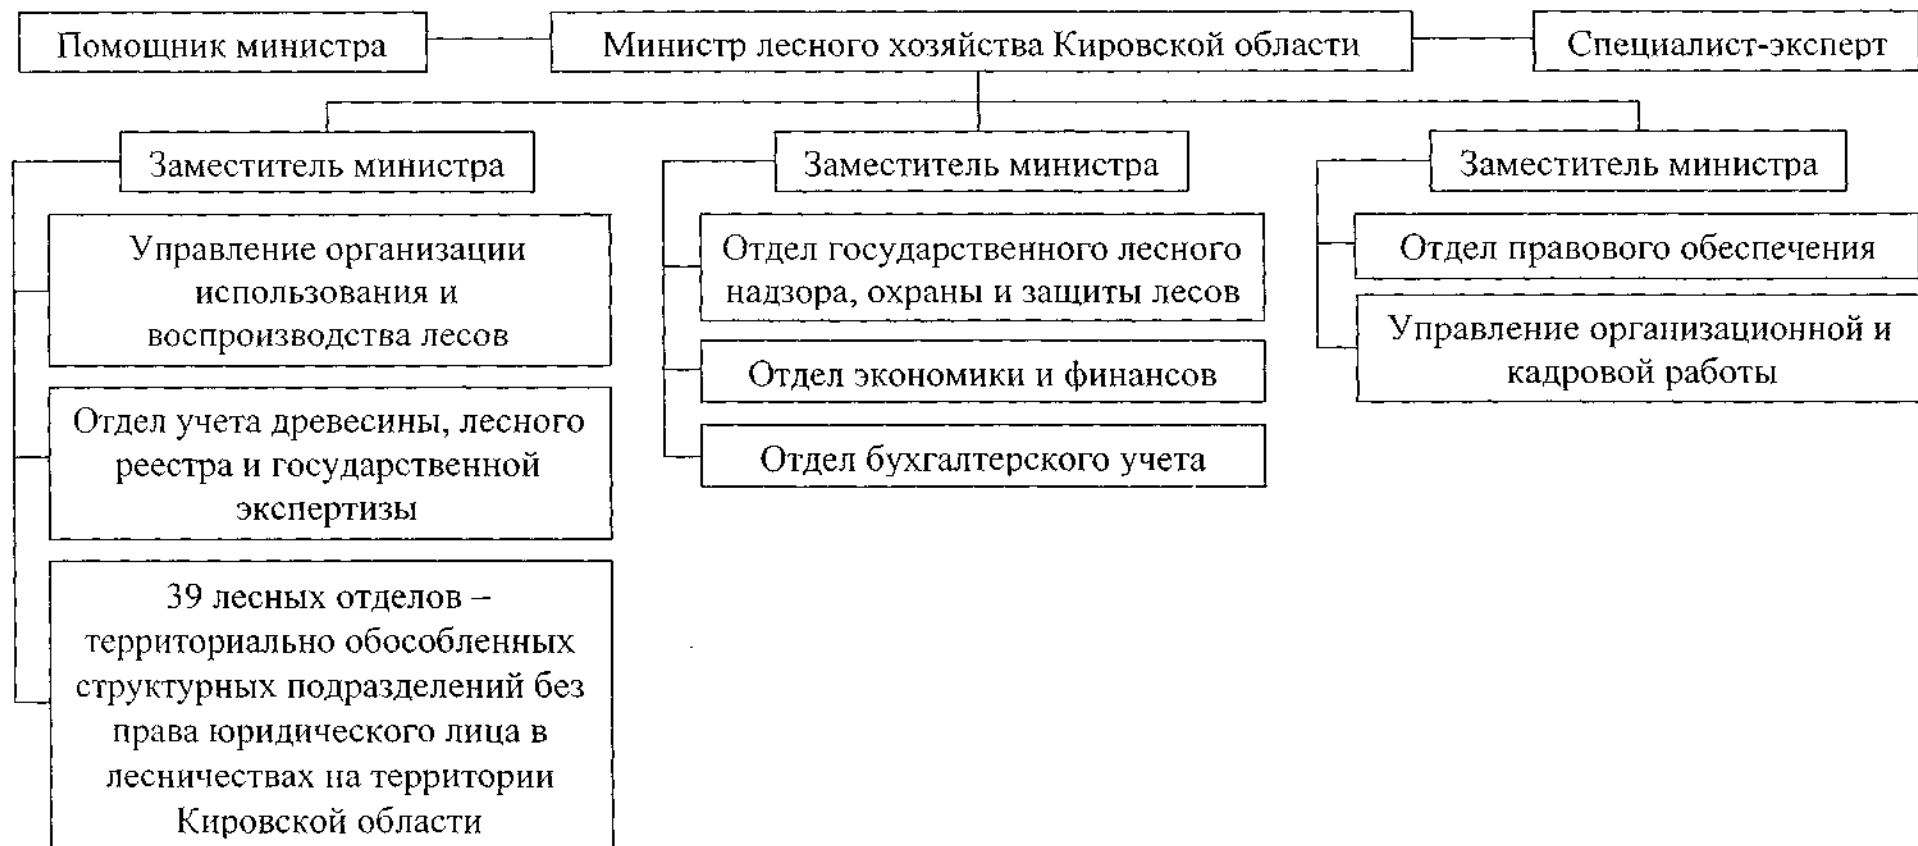 Помощник министра
Министр лесного хозяйства Кировской области
Специалист-эксперт
Заместитель министра
Управление организации
использования и
воспроизводства лесов
Отдел учета древесины, лесного
реестра и государственной
экспертизы
39 лесных отделов –
территориально обособленных
структурных подразделений без
права юридического лица в
лесничествах на территории
Кировской области
Заместитель министра
Отдел государственного лесного
надзора, охраны и защиты лесов
Отдел экономики и финансов
Отдел бухгалтерского учета
Заместитель министра
Отдел правового обеспечения
Управление организационной и
кадровой работы